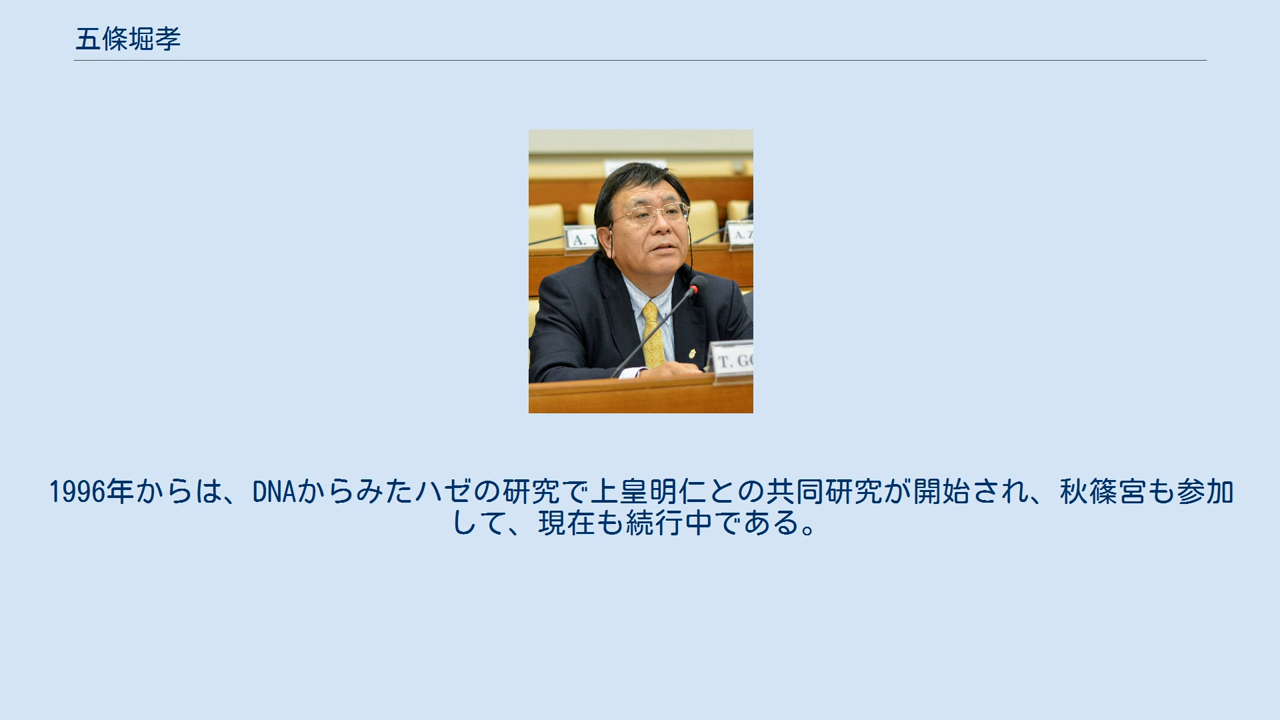 五條堀孝
A. Y
A. Z
T. GO
1996年からは、DNAからみたハゼの研究で上皇明仁との共同研究が開始され、秋篠宮も参加
して、現在も続行中である。